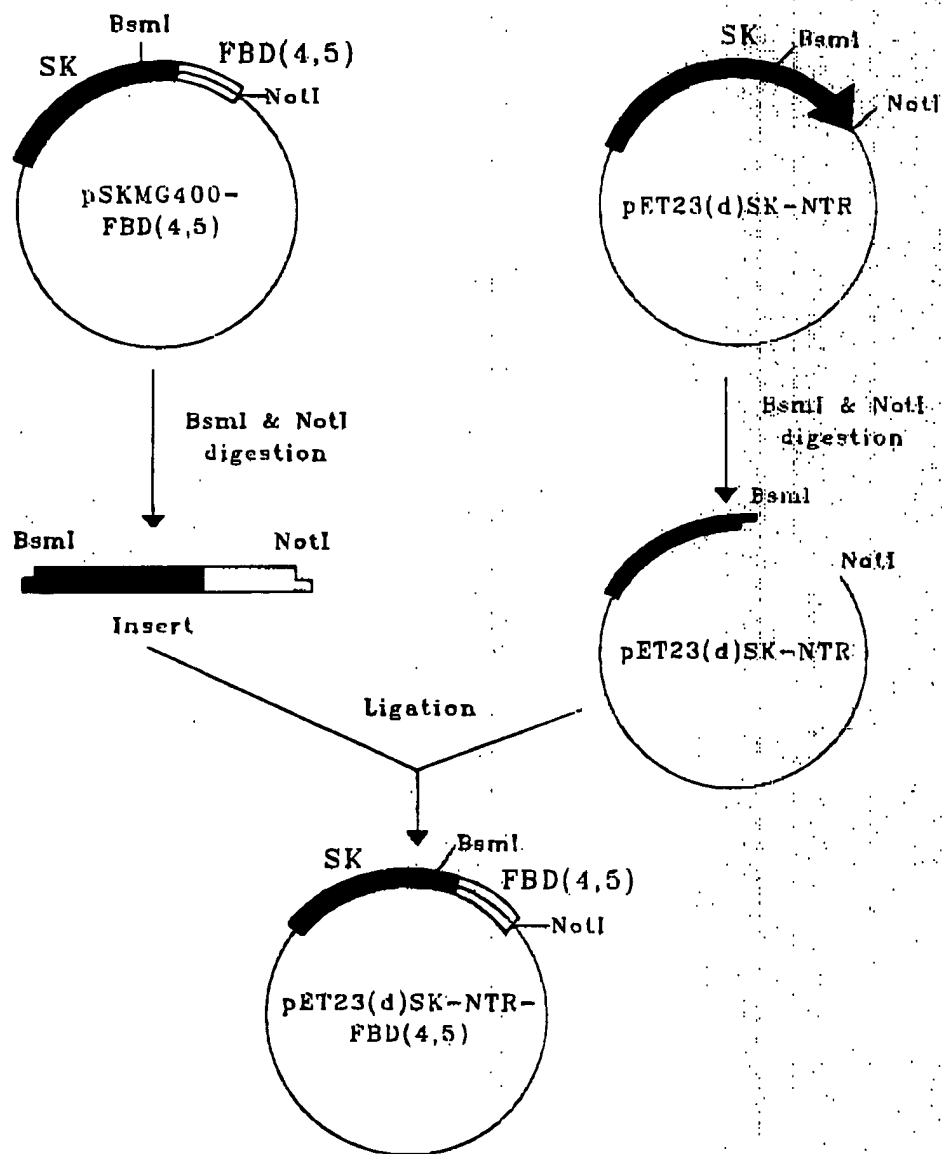 BsmI
SK
FBD(4,5)
NotI
pSKMG400-
FBD(4,5)
SK
BsmI
NotI
pET23(d)SK-NTR
BsmI & NotI
digestion
BsmI & NotI
digestion
BsmI
NotI
Insert
BsmI
NotI
pET23(d)SK-NTR
Ligation
SK
BsmI
FBD(4,5)
NotI
pET23(d)SK-NTR-
FBD(4,5)